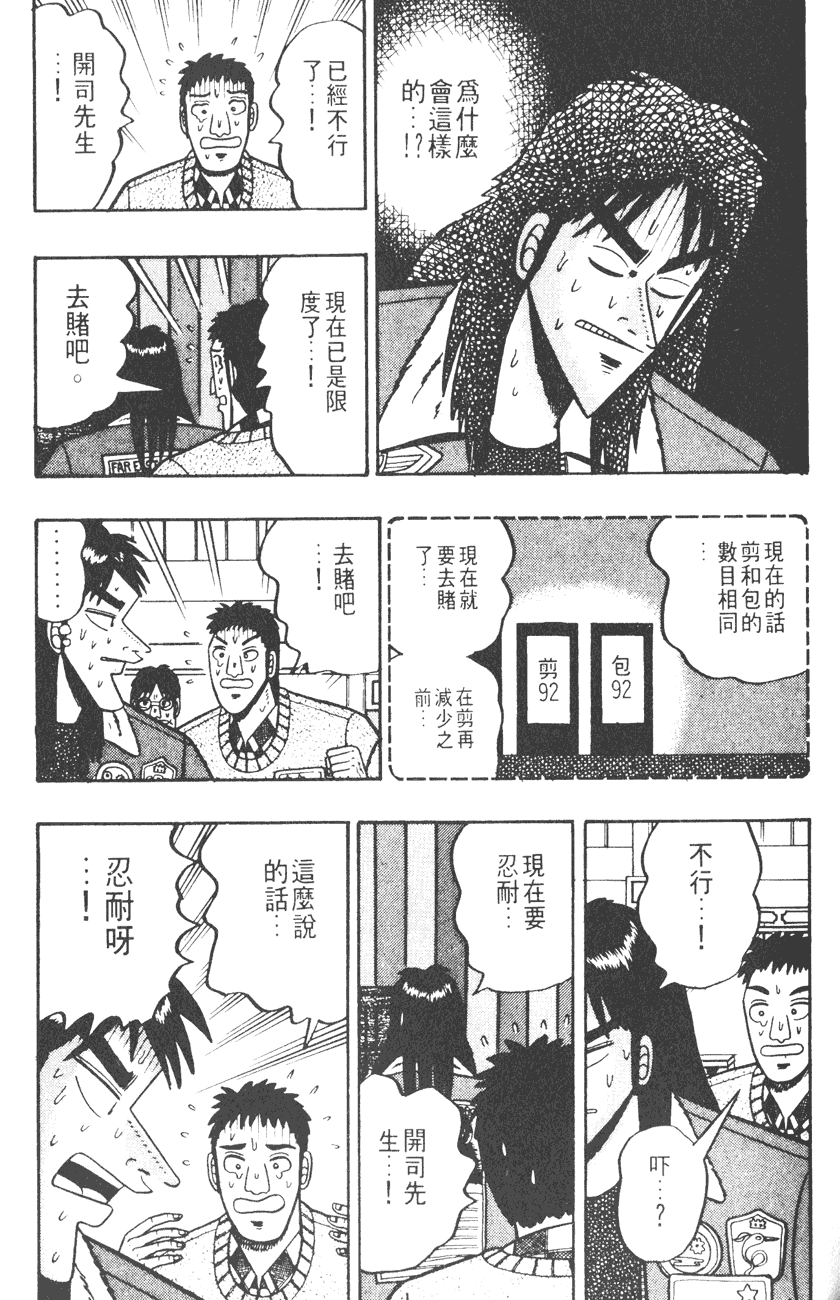 爲什麼
會這樣
的…!?
已經不行
了…!
開司先生
…!
現在已是限
度了…!
去賭吧。
FAR E
現在的話
剪和包的
數目相同
…
包
92
剪
92
現在就
要去賭
了…
在剪再
減少之
前…
去賭吧
…!
………
不行…!
吓…?
現在要
忍耐…
開司先
生…!
這麼說
的話…
忍耐呀
…!